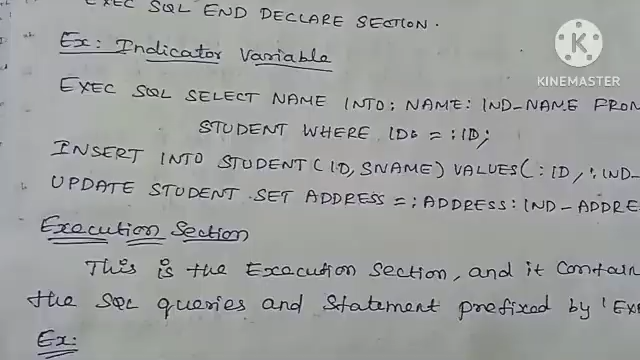 EXEC SQL END DECLARE SECTION.
Ex: Indicator Variable
KINEMASTER
EXEC SQL SELECT NAME INTO: NAME: IND-NAME FROM
STUDENT WHERE ID = :ID;
INSERT INTO STUDENT (ID, SNAME) VALUES(:ID, :IND-
UPDATE STUDENT SET ADDRESS =: ADDRESS: IND-ADDRE
Execution Section
This is the Execution Section, and it contain
the SQL queries and Statement prefixed by 'EXE
Ex: